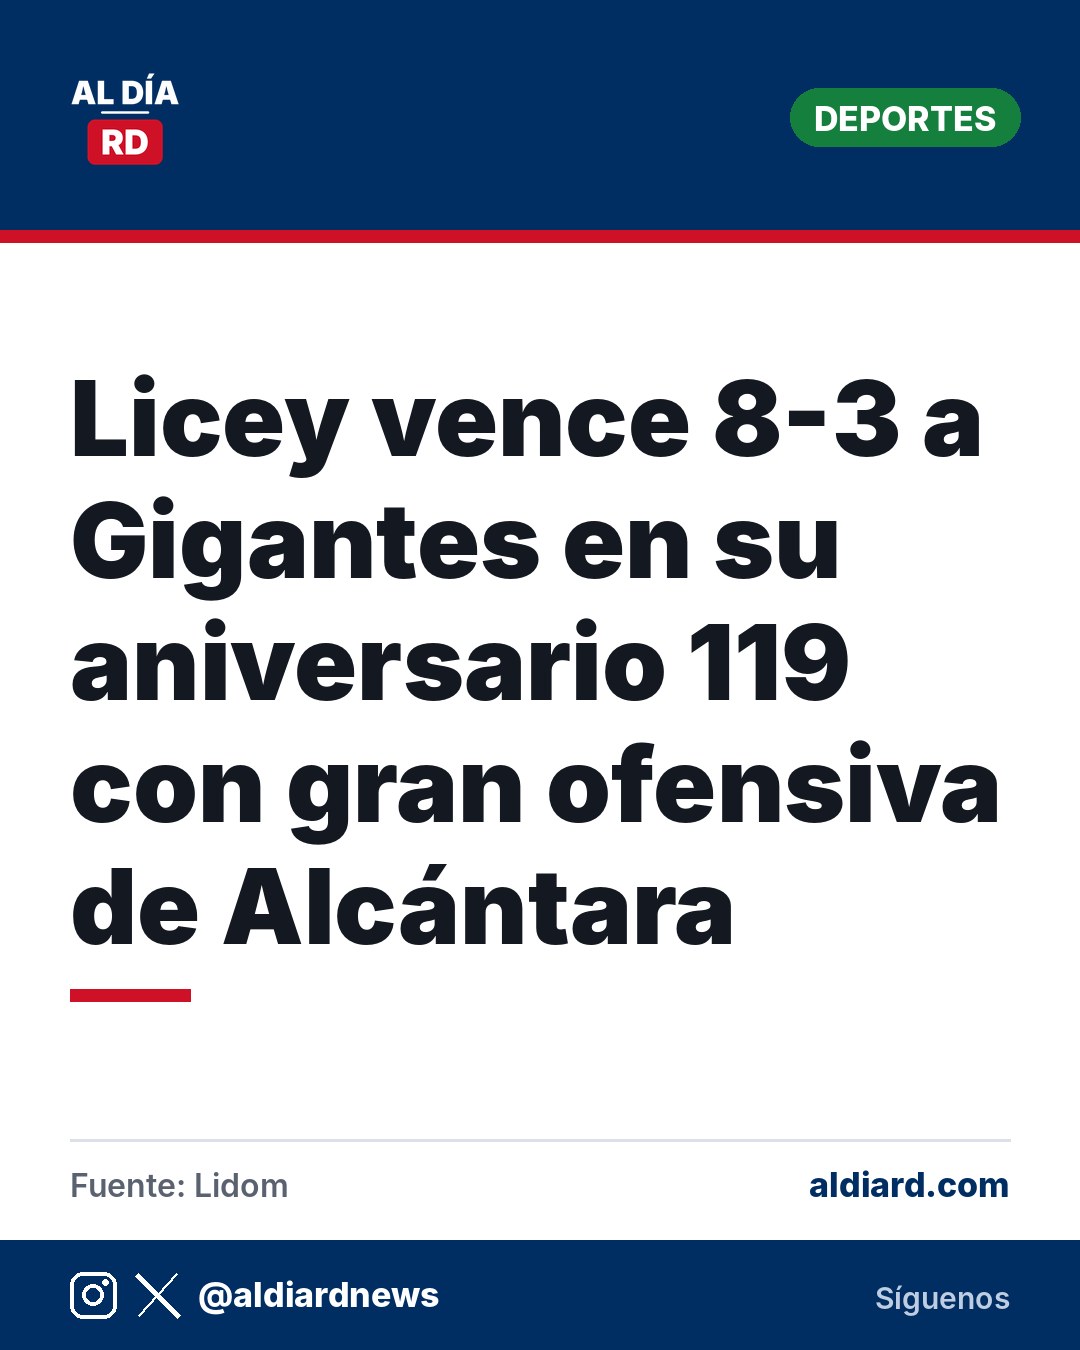 AL DÍA
RD
DEPORTES
Licey vence 8-3 a
Gigantes en su
aniversario 119
con gran ofensiva
de Alcántara
Fuente: Lidom
aldiard.com
@aldiardnews
Síguenos